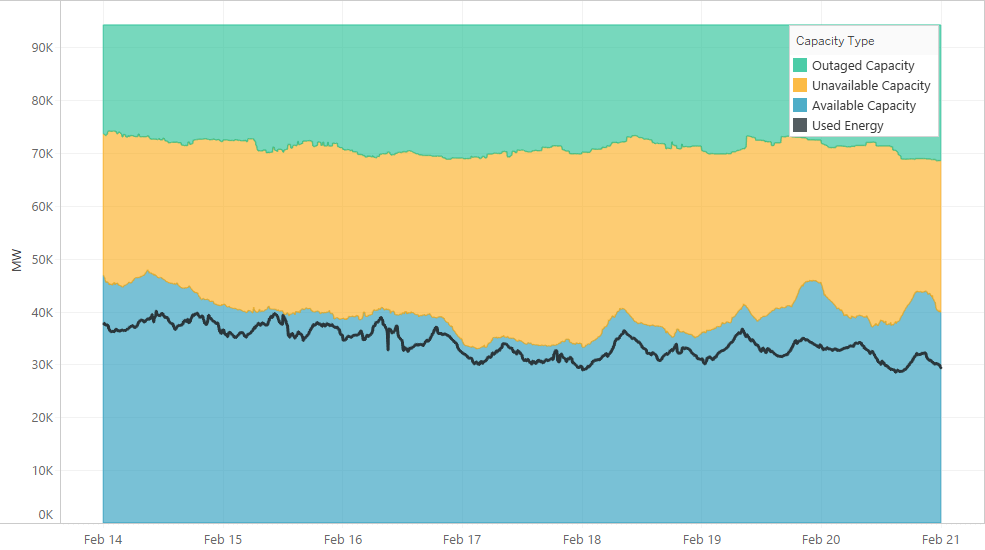 90K
80K
70K
60K
50K
40K
30K
20K
10K
0K
MW
Capacity Type
Outaged Capacity
Unavailable Capacity
Available Capacity
Used Energy
Feb 14 Feb 15 Feb 16 Feb 17 Feb 18 Feb 19 Feb 20 Feb 21